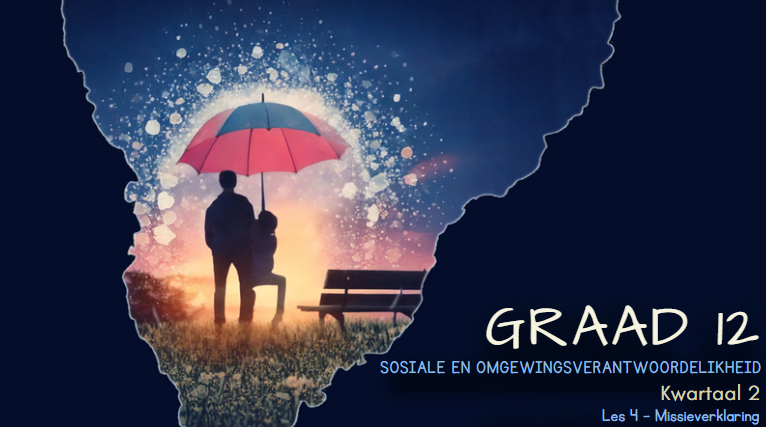 GRAAD 12
SOSIALE EN OMGEWINGSVERANTWOORDELIKHEID
Kwartaal 2
Les 4 - Missieverklaring